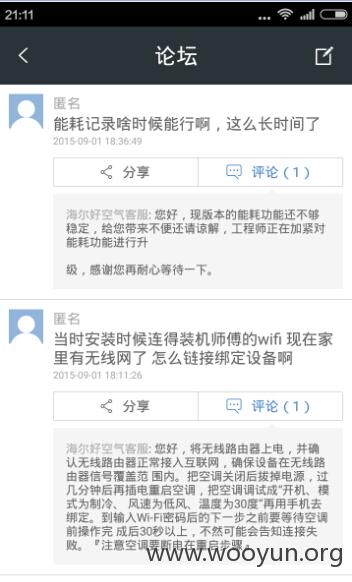 21:11
论坛
匿名
能耗记录啥时候能行啊，这么长时间了
2015-09-01 18:36:49
分享
评论（1）
海尔好空气客服: 您好，现版本的能耗功能还不够
稳定，给您带来不便还请谅解，工程师正在加紧对
能耗功能进行升
级，感谢您再耐心等待一下。
匿名
当时安装时候连得装机师傅的wifi 现在家
里有无线网了 怎么链接绑定设备啊
2015-09-01 18:11:26
分享
评论（1）
海尔好空气客服: 您好，将无线路由器上电，并确
认无线路由器正常接入互联网，确保设备在无线路
由器信号覆盖范 围内。把空调关闭后拔掉电源，过
几分钟后再插电重启空调，把空调调试成“开机、模
式为制冷、 风速为低风、温度为30度”再用手机去
绑定。到输入Wi-Fi密码后的下一步之前要等待空调
前操作完 成后30秒以上，不然可能会告知连接失
败。『注意空调要断电在重启步骤』
www.wooyun.org